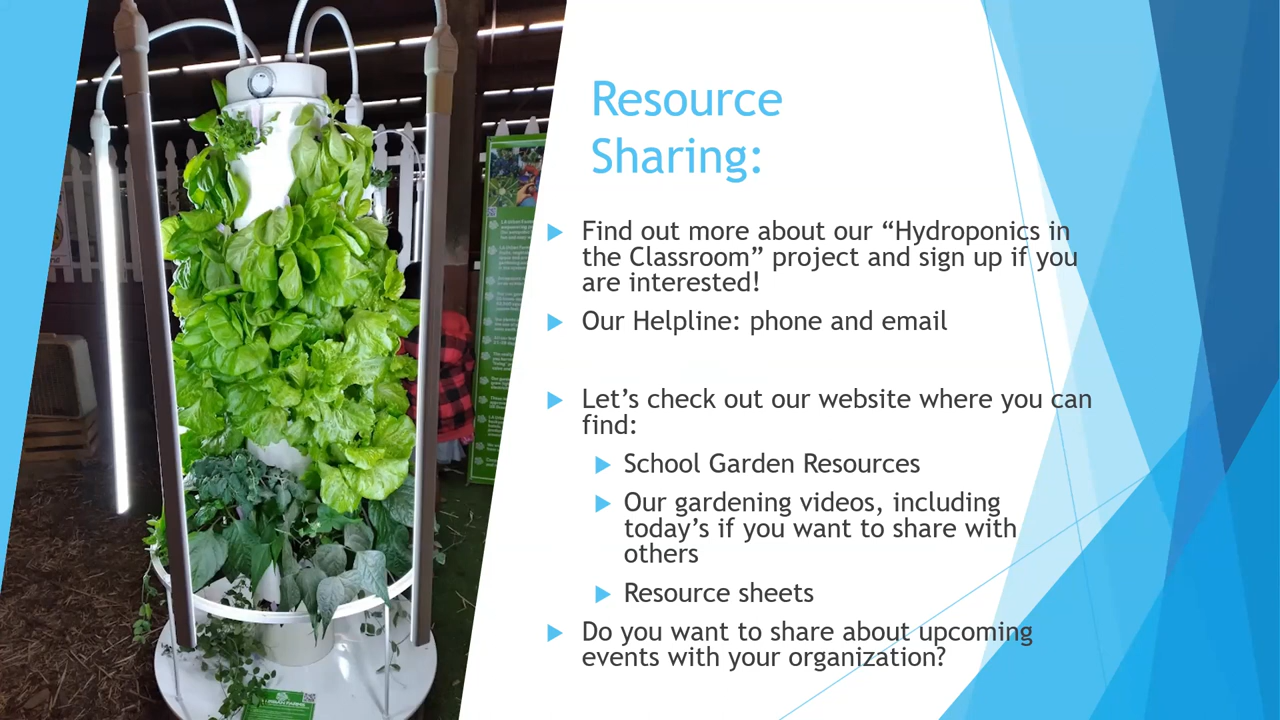 Resource
Sharing:
Find out more about our “Hydroponics in
the Classroom” project and sign up if you
are interested!
Our Helpline: phone and email
Let’s check out our website where you can
find:
School Garden Resources
Our gardening videos, including
today’s if you want to share with
others
Resource sheets
Do you want to share about upcoming
events with your organization?